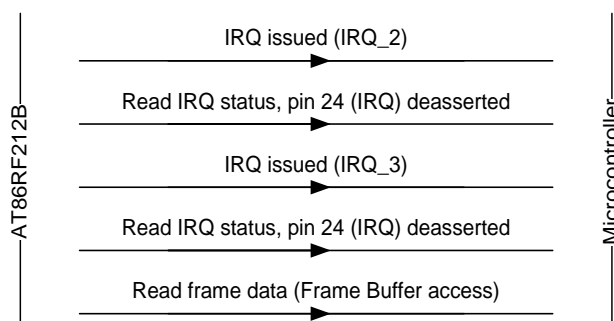 IRQ issued (IRQ_2)
Read IRQ status, pin 24 (IRQ) deasserted
IRQ issued (IRQ_3)
Read IRQ status, pin 24 (IRQ) deasserted
Read frame data (Frame Buffer access)
AT86RF212B
Microcontroller